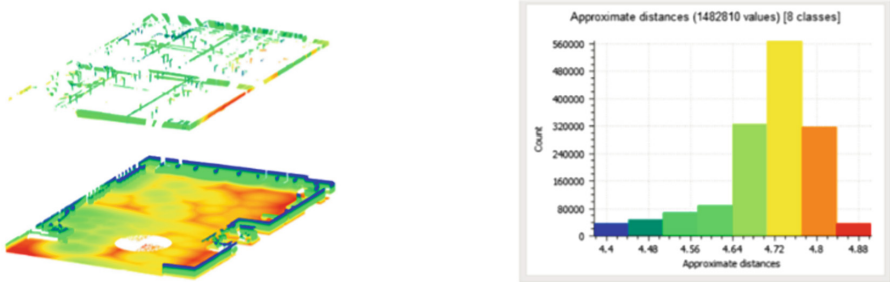 Approximate distances (1482810 values) [8 classes]
560000
480000
400000
320000
240000
160000
80000
0
Count
4.4 4.48 4.56 4.64 4.72 4.8 4.88
Approximate distances